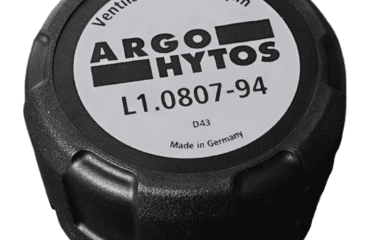 ARGO
HYTOS
L1.0807-94
D43
Made in Germany